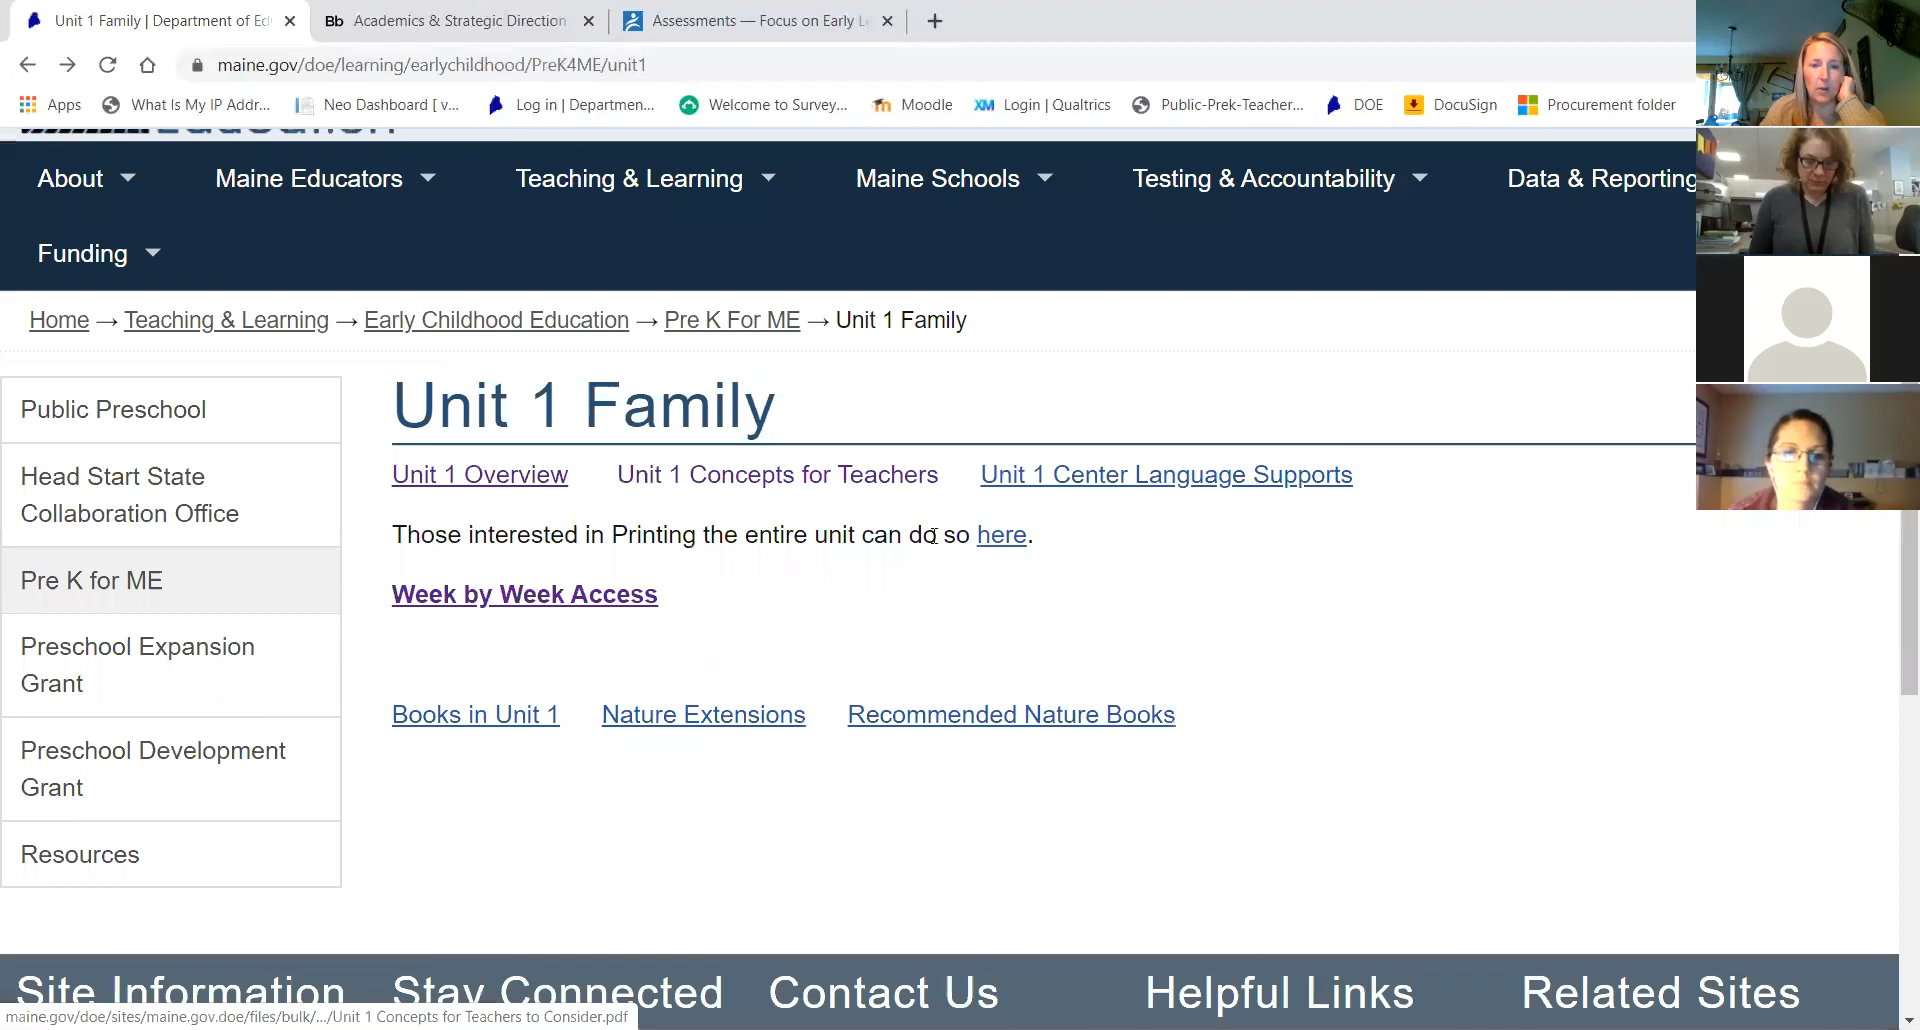 Unit 1 Family | Department of Ed
Bb Academics & Strategic Direction
Assessments — Focus on Early L
maine.gov/doe/learning/earlychildhood/PreK4ME/unit1
Apps What Is My IP Addr... Neo Dashboard [ v... Log in | Departmen... Welcome to Survey... Moodle XM Login | Qualtrics Public-Prek-Teacher... DOE DocuSign Procurement folder
Education
About Maine Educators Teaching & Learning Maine Schools Testing & Accountability Data & Reporting
Funding
Home → Teaching & Learning → Early Childhood Education → Pre K For ME → Unit 1 Family
Public Preschool
Head Start State
Collaboration Office
Pre K for ME
Preschool Expansion
Grant
Preschool Development
Grant
Resources
Unit 1 Family
Unit 1 Overview Unit 1 Concepts for Teachers Unit 1 Center Language Supports
Those interested in Printing the entire unit can do so here.
Week by Week Access
Books in Unit 1 Nature Extensions Recommended Nature Books
Site Information Stay Connected Contact Us Helpful Links Related Sites
maine.gov/doe/sites/maine.gov.doe/files/bulk/.../Unit 1 Concepts for Teachers to Consider.pdf